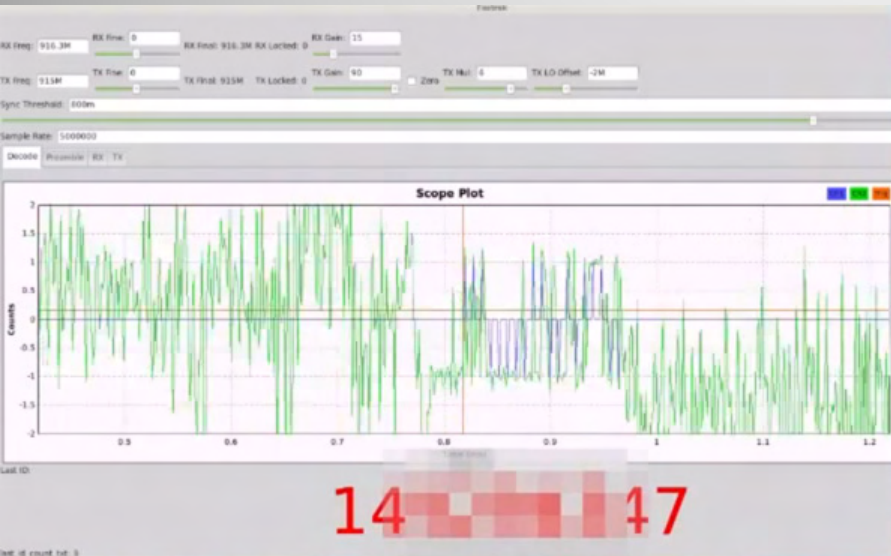 RX Freq: 916.3M RX Fine: 0 RX Final: 916.3M RX Locked: 0 RX Gain: 15
TX Freq: 915M TX Fine: 0 TX Final: 915M TX Locked: 0 TX Gain: 90 Zero TX Mul: 4 TX LO Offset: -2M
Sync Threshold: 800m
Sample Rate: 5000000
Decode Preamble RX TX
Scope Plot
2
1.5
1
0.5
0
-0.5
-1
-1.5
-2
Counts
0.5 0.6 0.7 0.8 0.9 1 1.1 1.2
Last ID:
14 47
last_id_count_txt: 3